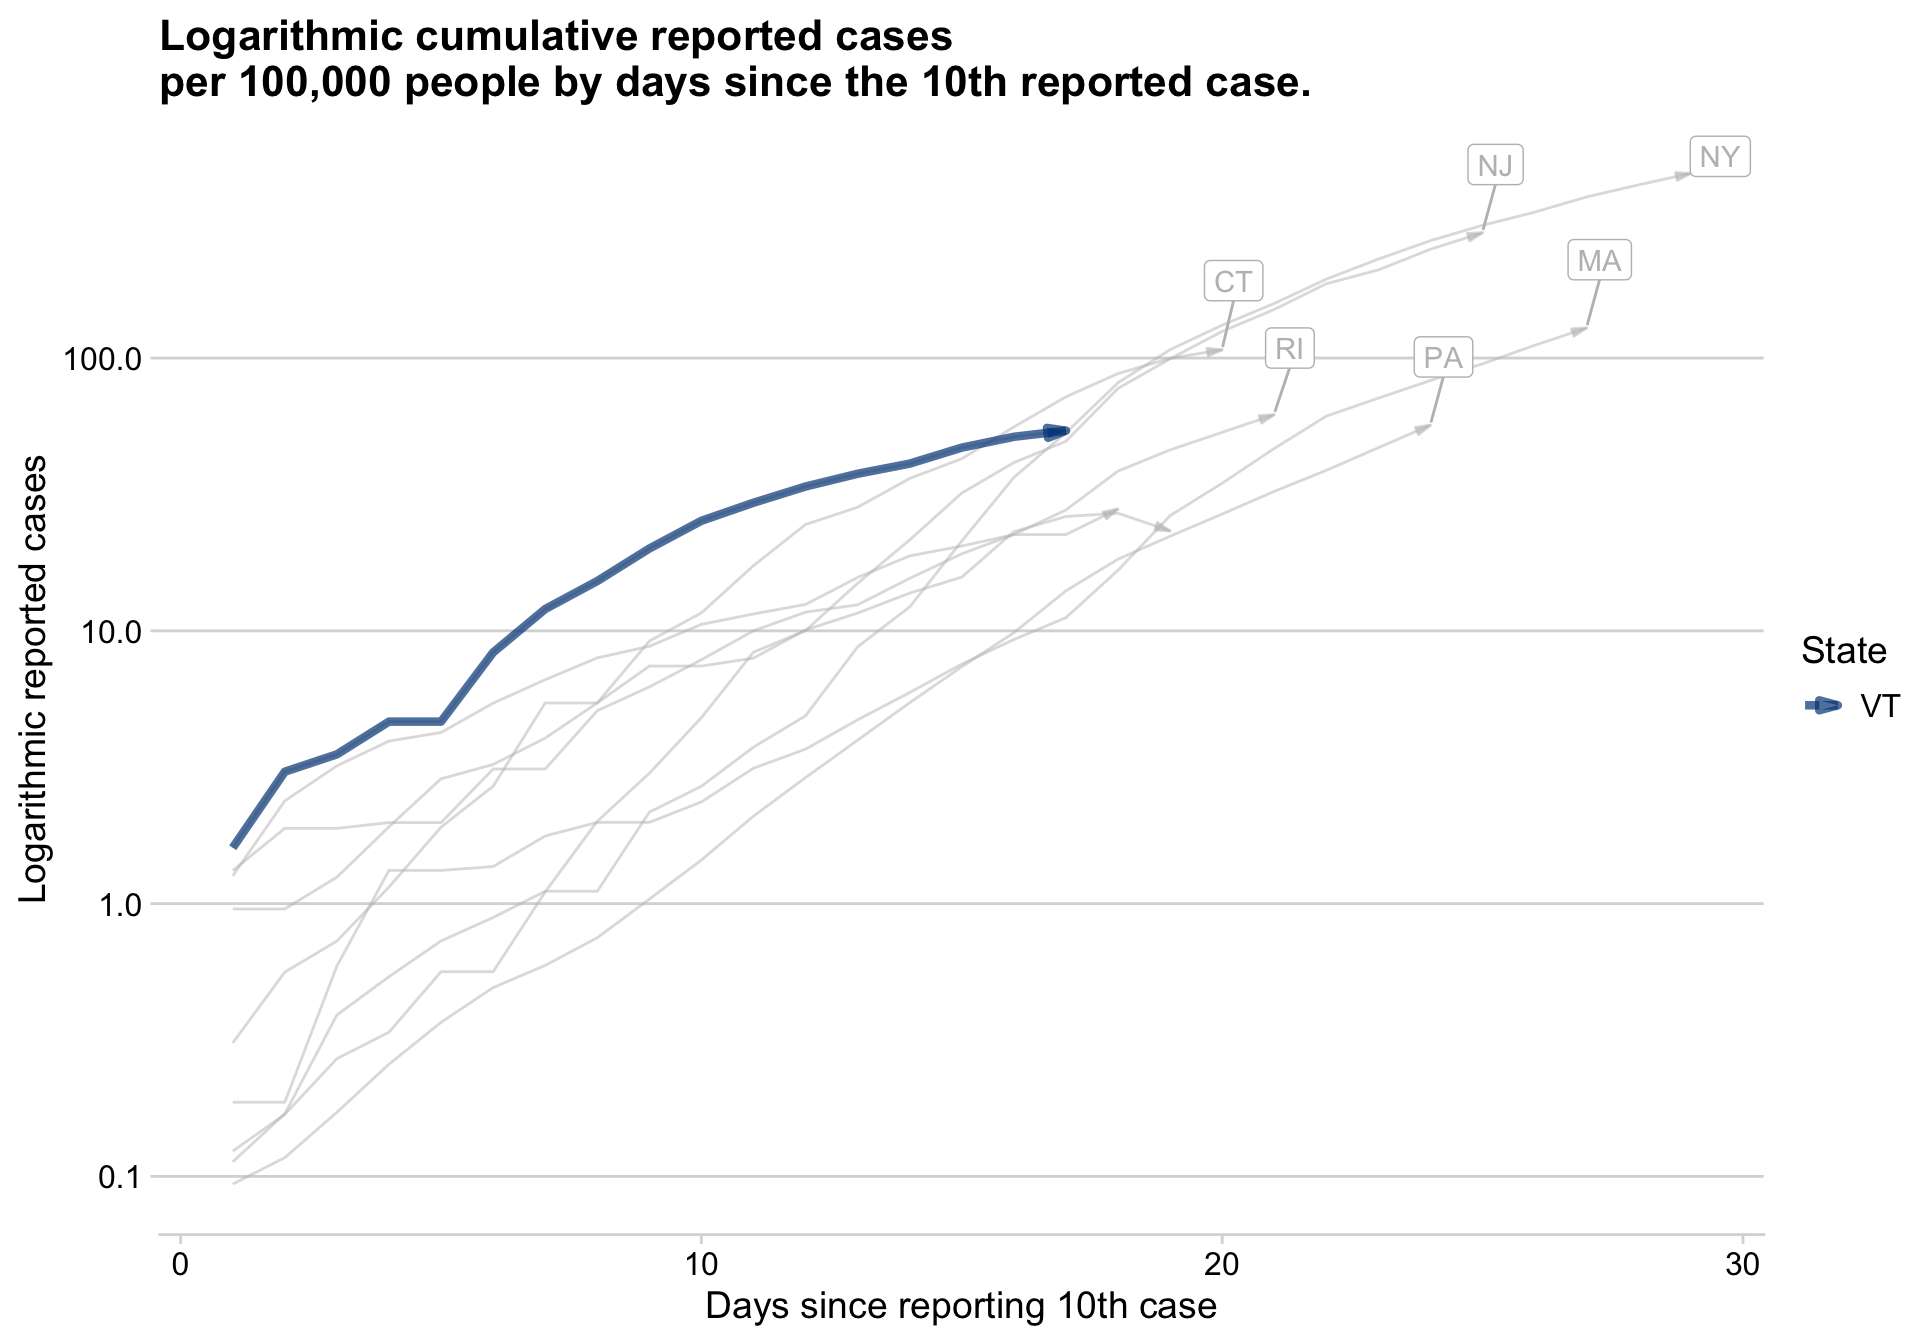 Logarithmic cumulative reported cases
per 100,000 people by days since the 10th reported case.
NY
NJ
MA
CT
RI
PA
100.0
10.0
1.0
0.1
Logarithmic reported cases
State
VT
0
10
20
30
Days since reporting 10th case